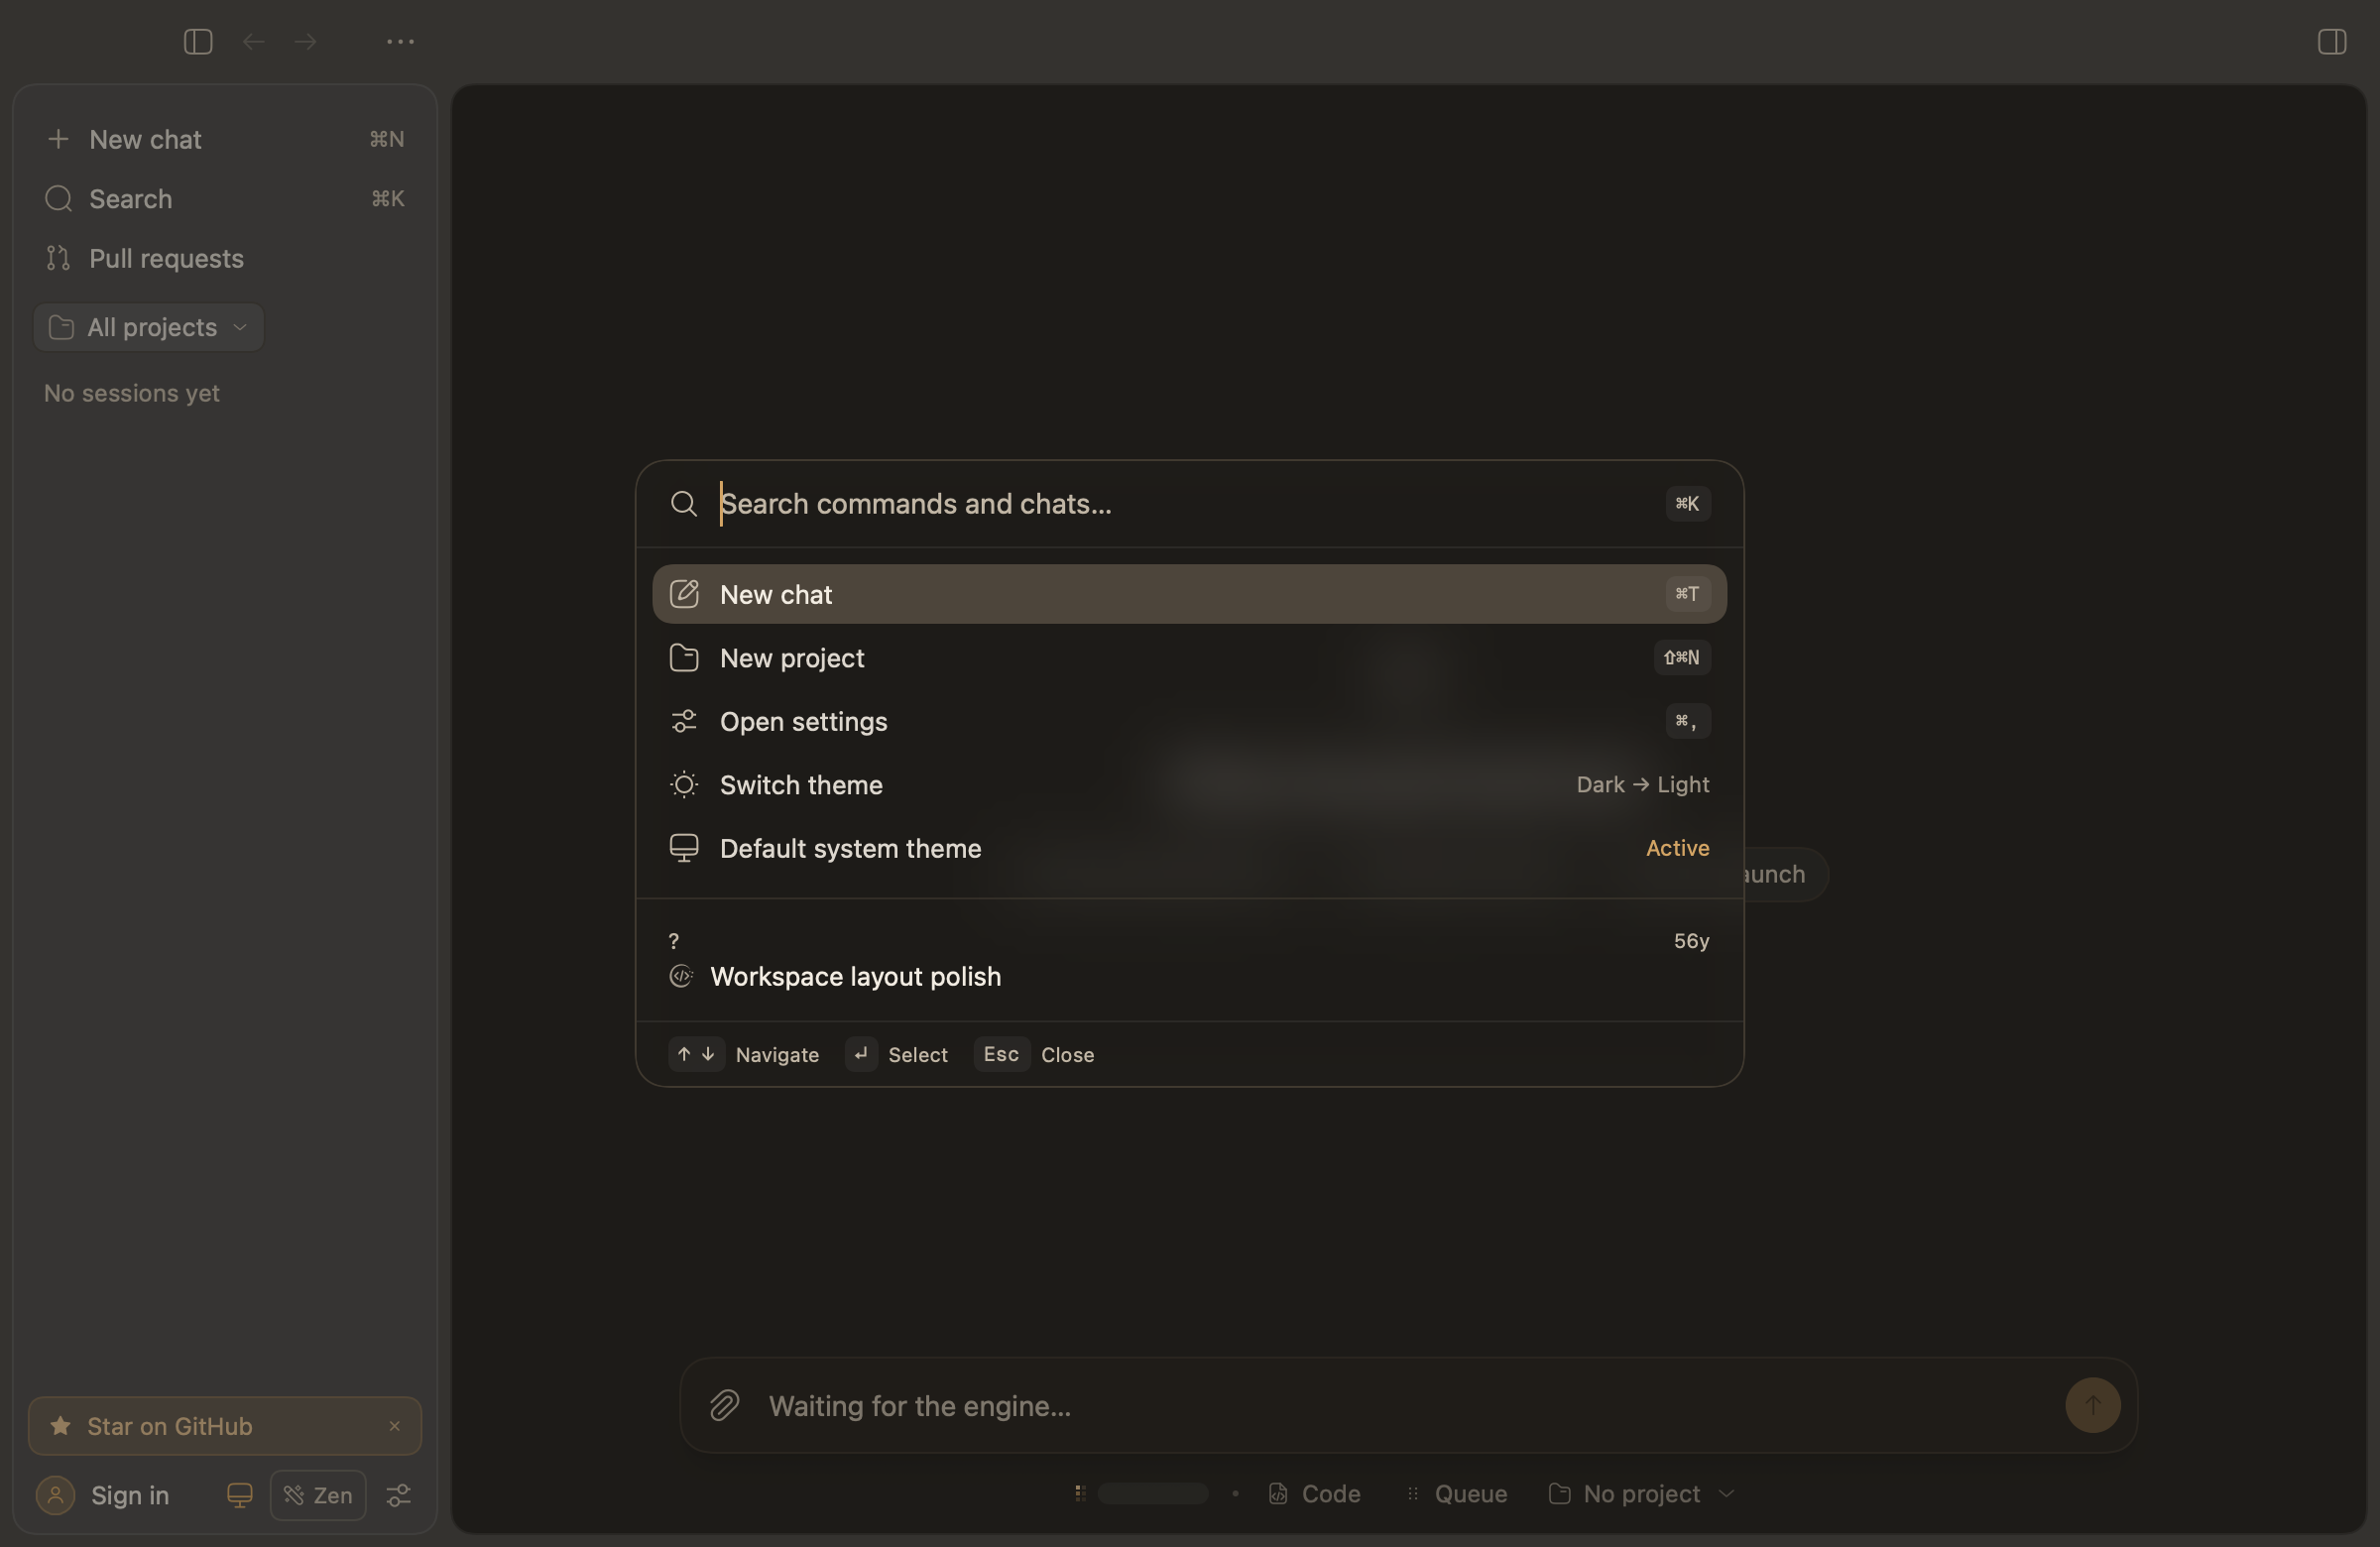 New chat ⌘N
Search ⌘K
Pull requests
All projects
No sessions yet
Search commands and chats... ⌘K
New chat ⌘T
New project ⇧⌘N
Open settings ⌘,
Switch theme Dark → Light
Default system theme Active
aunch
? 56y
Workspace layout polish
↑ ↓ Navigate ↵ Select Esc Close
Waiting for the engine...
Star on GitHub ×
Sign in Zen
Code Queue No project